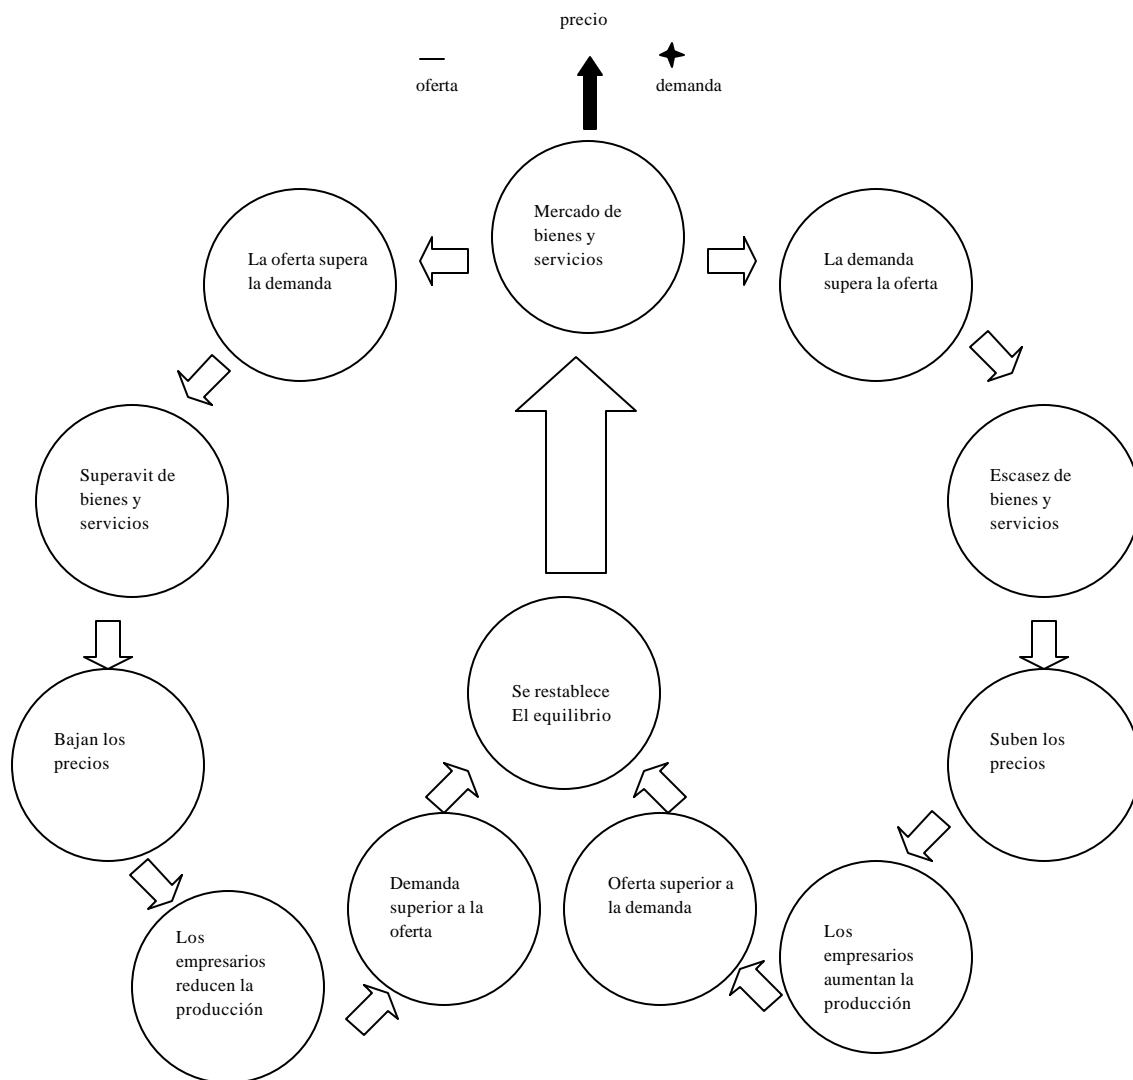 precio
oferta
demanda
Mercado de
bienes y
servicios
La oferta supera
la demanda
La demanda
supera la oferta
Superavit de
bienes y
servicios
Escasez de
bienes y
servicios
Se restablece
El equilibrio
Bajan los
precios
Suben los
precios
Demanda
superior a la
oferta
Oferta superior a
la demanda
Los
empresarios
reducen la
producción
Los
empresarios
aumentan la
producción